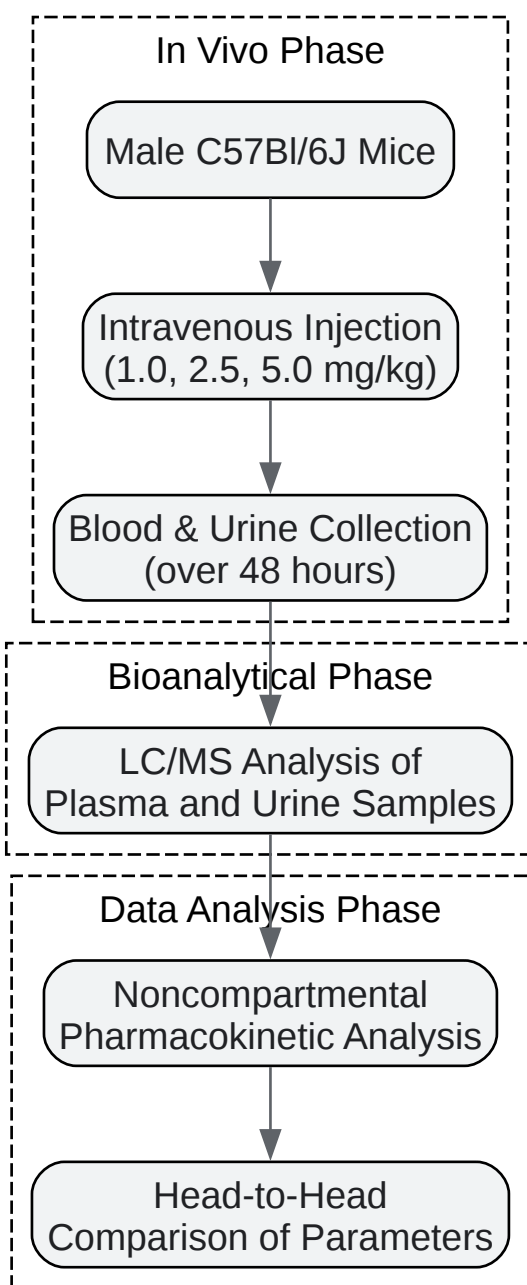 In Vivo Phase
Male C57Bl/6J Mice
Intravenous Injection
(1.0, 2.5, 5.0 mg/kg)
Blood & Urine Collection
(over 48 hours)
Bioanalytical Phase
LC/MS Analysis of
Plasma and Urine Samples
Data Analysis Phase
Noncompartmental
Pharmacokinetic Analysis
Head-to-Head
Comparison of Parameters